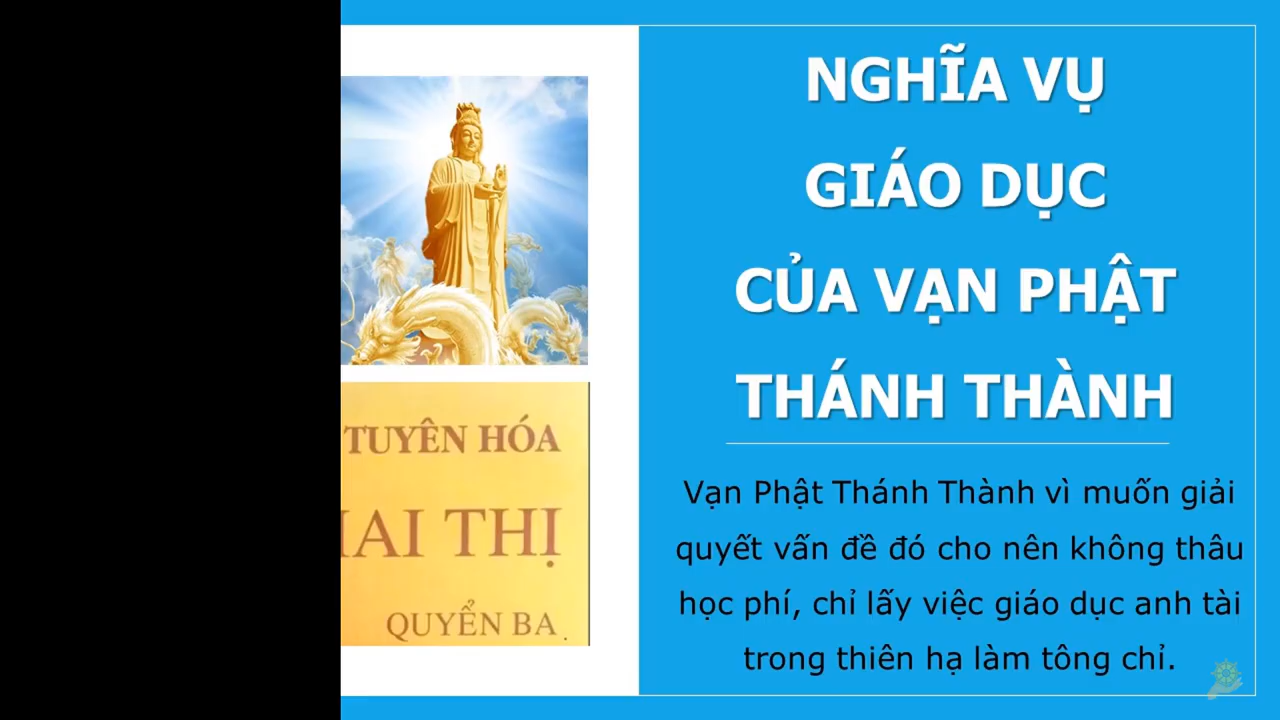 TUYÊN HÓA
THỊ
QUYỂN BA
NGHĨA VỤ
GIÁO DỤC
CỦA VẠN PHẬT
THÁNH THÀNH
Vạn Phật Thánh Thành vì muốn giải
quyết vấn đề đó cho nên không thâu
học phí, chỉ lấy việc giáo dục anh tài
trong thiên hạ làm tông chỉ.